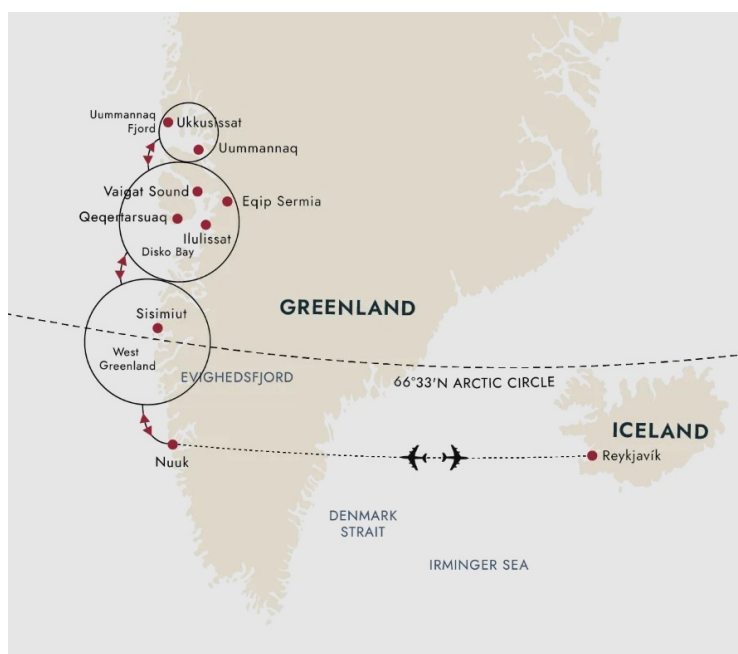 Uummannaq
Fjord
Ukkusissat
Uummannaq
Vaigat Sound
Eqip Sermia
Qeqertarsuaq
Ilulissat
Disko Bay
GREENLAND
Sisimiut
West
Greenland
EVIGHEDSFJORD
66°33'N ARCTIC CIRCLE
ICELAND
Nuuk
Reykjavík
DENMARK
STRAIT
IRMINGER SEA